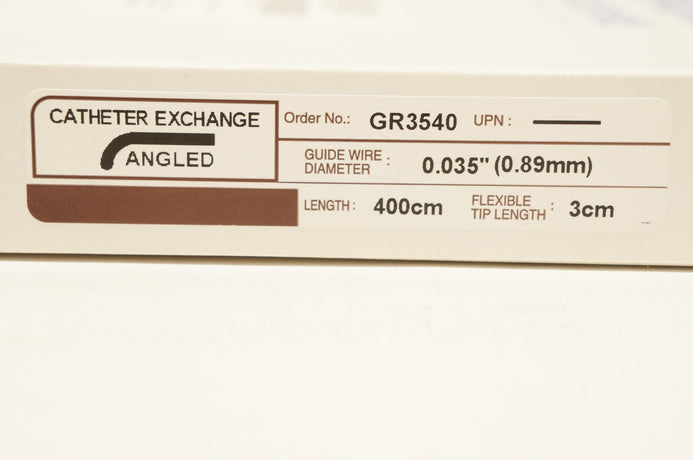 CATHETER EXCHANGE
ANGLED
Order No.: GR3540 UPN :
GUIDE WIRE DIAMETER : 0.035" (0.89mm)
LENGTH : 400cm FLEXIBLE TIP LENGTH : 3cm